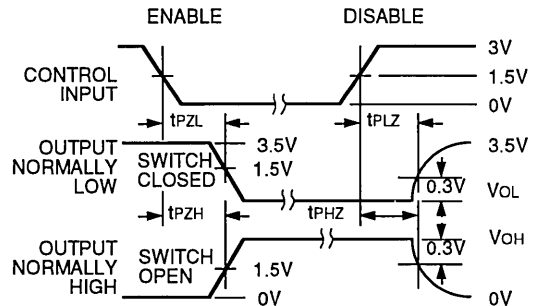 ENABLE DISABLE
3V
CONTROL INPUT 1.5V
0V
tPZL tPLZ
OUTPUT NORMALLY LOW
SWITCH CLOSED
3.5V
1.5V
3.5V
0.3V
VOL
tPZH tPHZ
VOH
0.3V
OUTPUT NORMALLY HIGH
SWITCH OPEN
1.5V
0V
0V